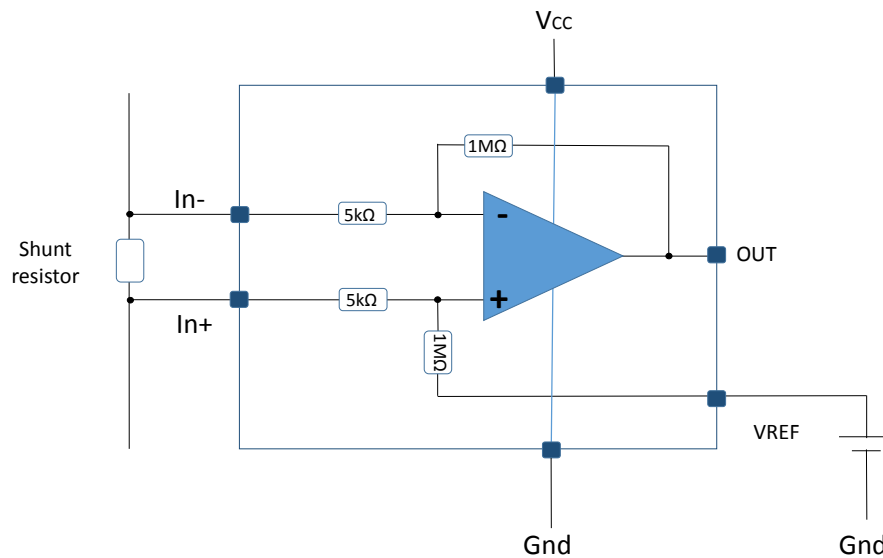 Vcc
1MΩ
In-
5kΩ
-
Shunt
resistor
OUT
In+
5kΩ
+
1MΩ
VREF
Gnd
Gnd